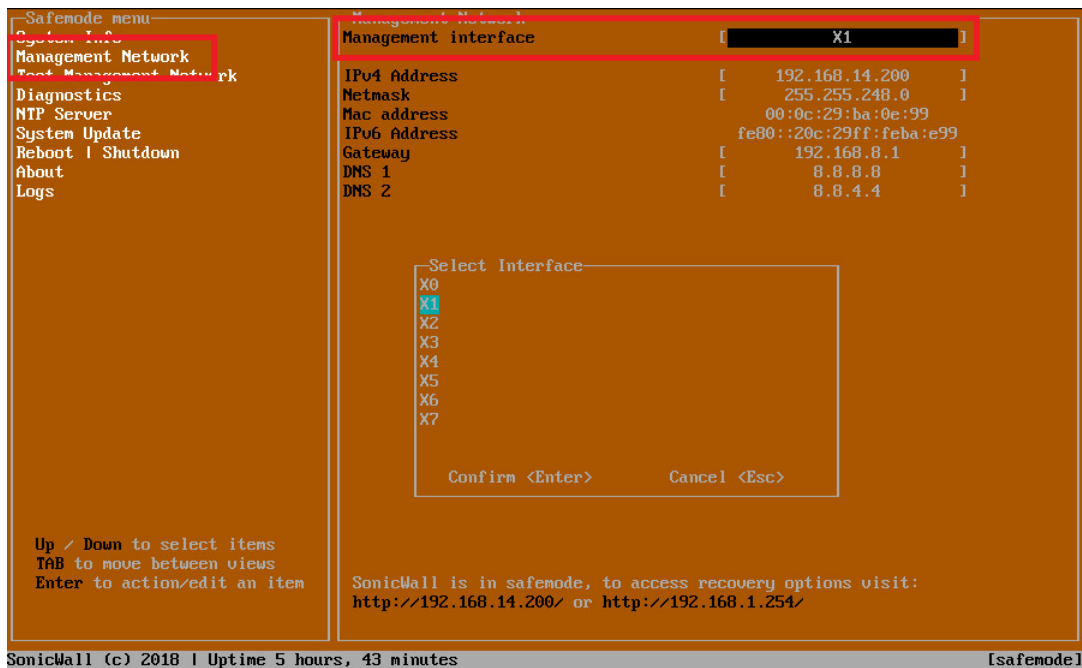 Safemode menu
System Info
Management Network
Test Management Network
Diagnostics
NTP Server
System Update
Reboot | Shutdown
About
Logs
Up / Down to select items
TAB to move between views
Enter to action/edit an item
Management Network
Management interface [ X1 ]
IPv4 Address [ 192.168.14.200 ]
Netmask [ 255.255.248.0 ]
Mac address 00:0c:29:ba:0e:99
IPv6 Address fe80::20c:29ff:feba:e99
Gateway [ 192.168.8.1 ]
DNS 1 [ 8.8.8.8 ]
DNS 2 [ 8.8.4.4 ]
Select Interface
X0
X1
X2
X3
X4
X5
X6
X7
Confirm <Enter> Cancel <Esc>
SonicWall is in safemode, to access recovery options visit:
http://192.168.14.200/ or http://192.168.1.254/
SonicWall (c) 2018 | Uptime 5 hours, 43 minutes [safemode]